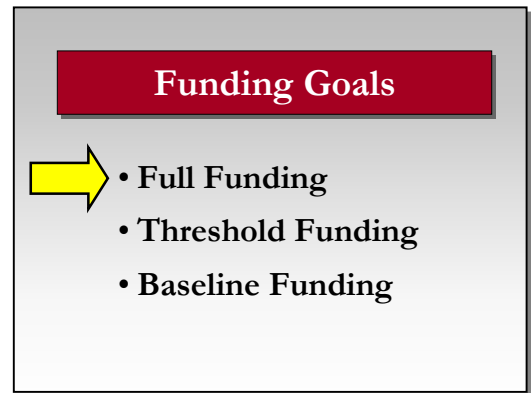 Funding Goals
• Full Funding
• Threshold Funding
• Baseline Funding